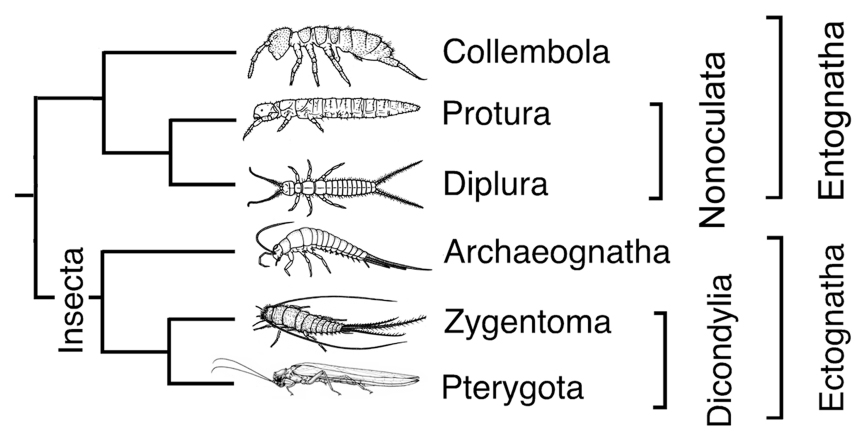 Collembola
Protura
Diplura
Archaeognatha
Zygentoma
Pterygota
Insecta
Nonoculata
Dicondylia
Entognatha
Ectognatha